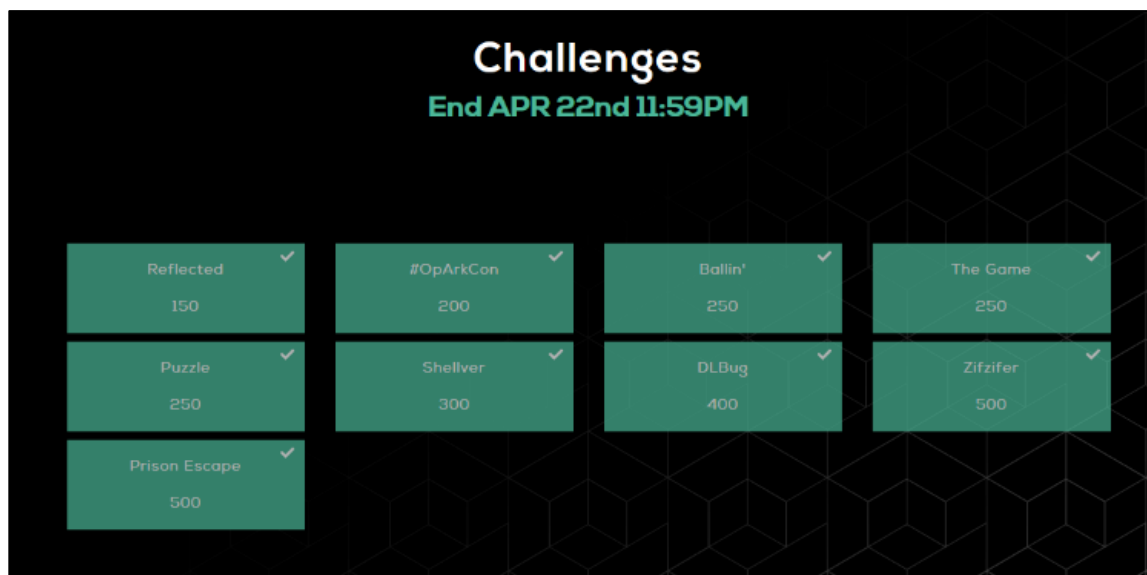 Challenges
End APR 22nd 11:59PM
Reflected
150
#OpArkCon
200
Ballin'
250
The Game
250
Puzzle
250
Shellver
300
DLBug
400
Zifzifer
500
Prison Escape
500